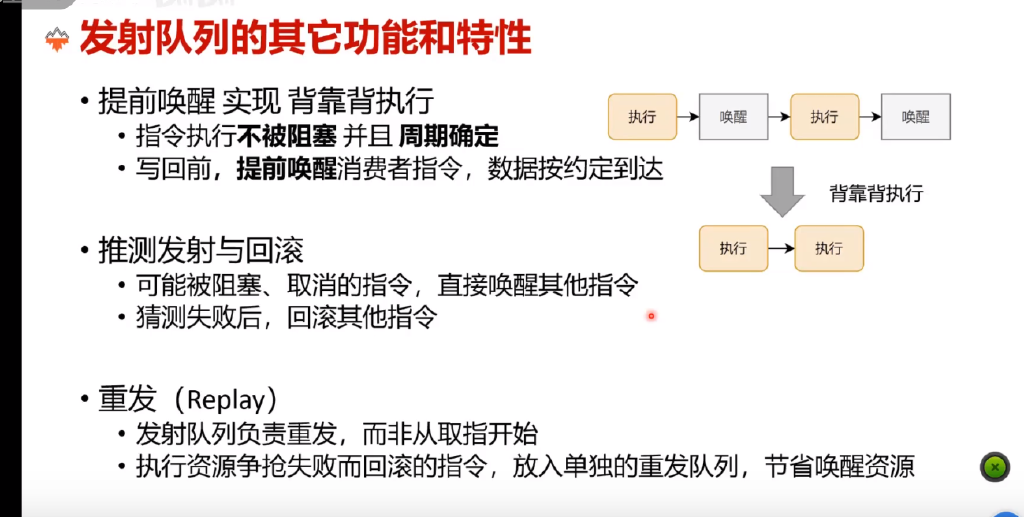 发射队列的其它功能和特性
• 提前唤醒 实现 背靠背执行
• 指令执行不被阻塞 并且 周期确定
• 写回前，提前唤醒消费者指令，数据按约定到达
执行 唤醒 执行 唤醒
背靠背执行
执行 执行
• 推测发射与回滚
• 可能被阻塞、取消的指令，直接唤醒其他指令
• 猜测失败后，回滚其他指令
• 重发（Replay）
• 发射队列负责重发，而非从取指开始
• 执行资源争抢失败而回滚的指令，放入单独的重发队列，节省唤醒资源